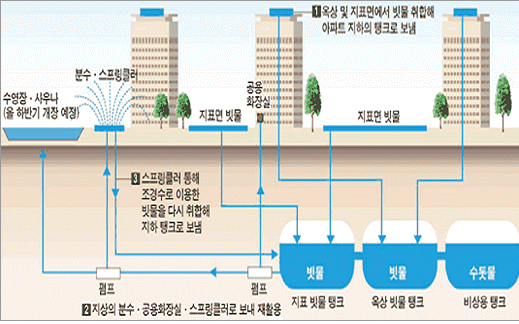 1 옥상 및 지표면에서 빗물 취합해
아파트 지하의 탱크로 보냄
분수·스프링클러
수영장·사우나
(올 하반기 개장 예정)
공용
화장실
지표면 빗물
지표면 빗물
3 스프링클러 통해
조경수로 이용한
빗물을 다시 취합해
지하 탱크로 보냄
빗물
빗물
수돗물
펌프
펌프
지표 빗물 탱크
옥상 빗물 탱크
비상용 탱크
2 지상의 분수·공용화장실·스프링클러로 보내 재활용